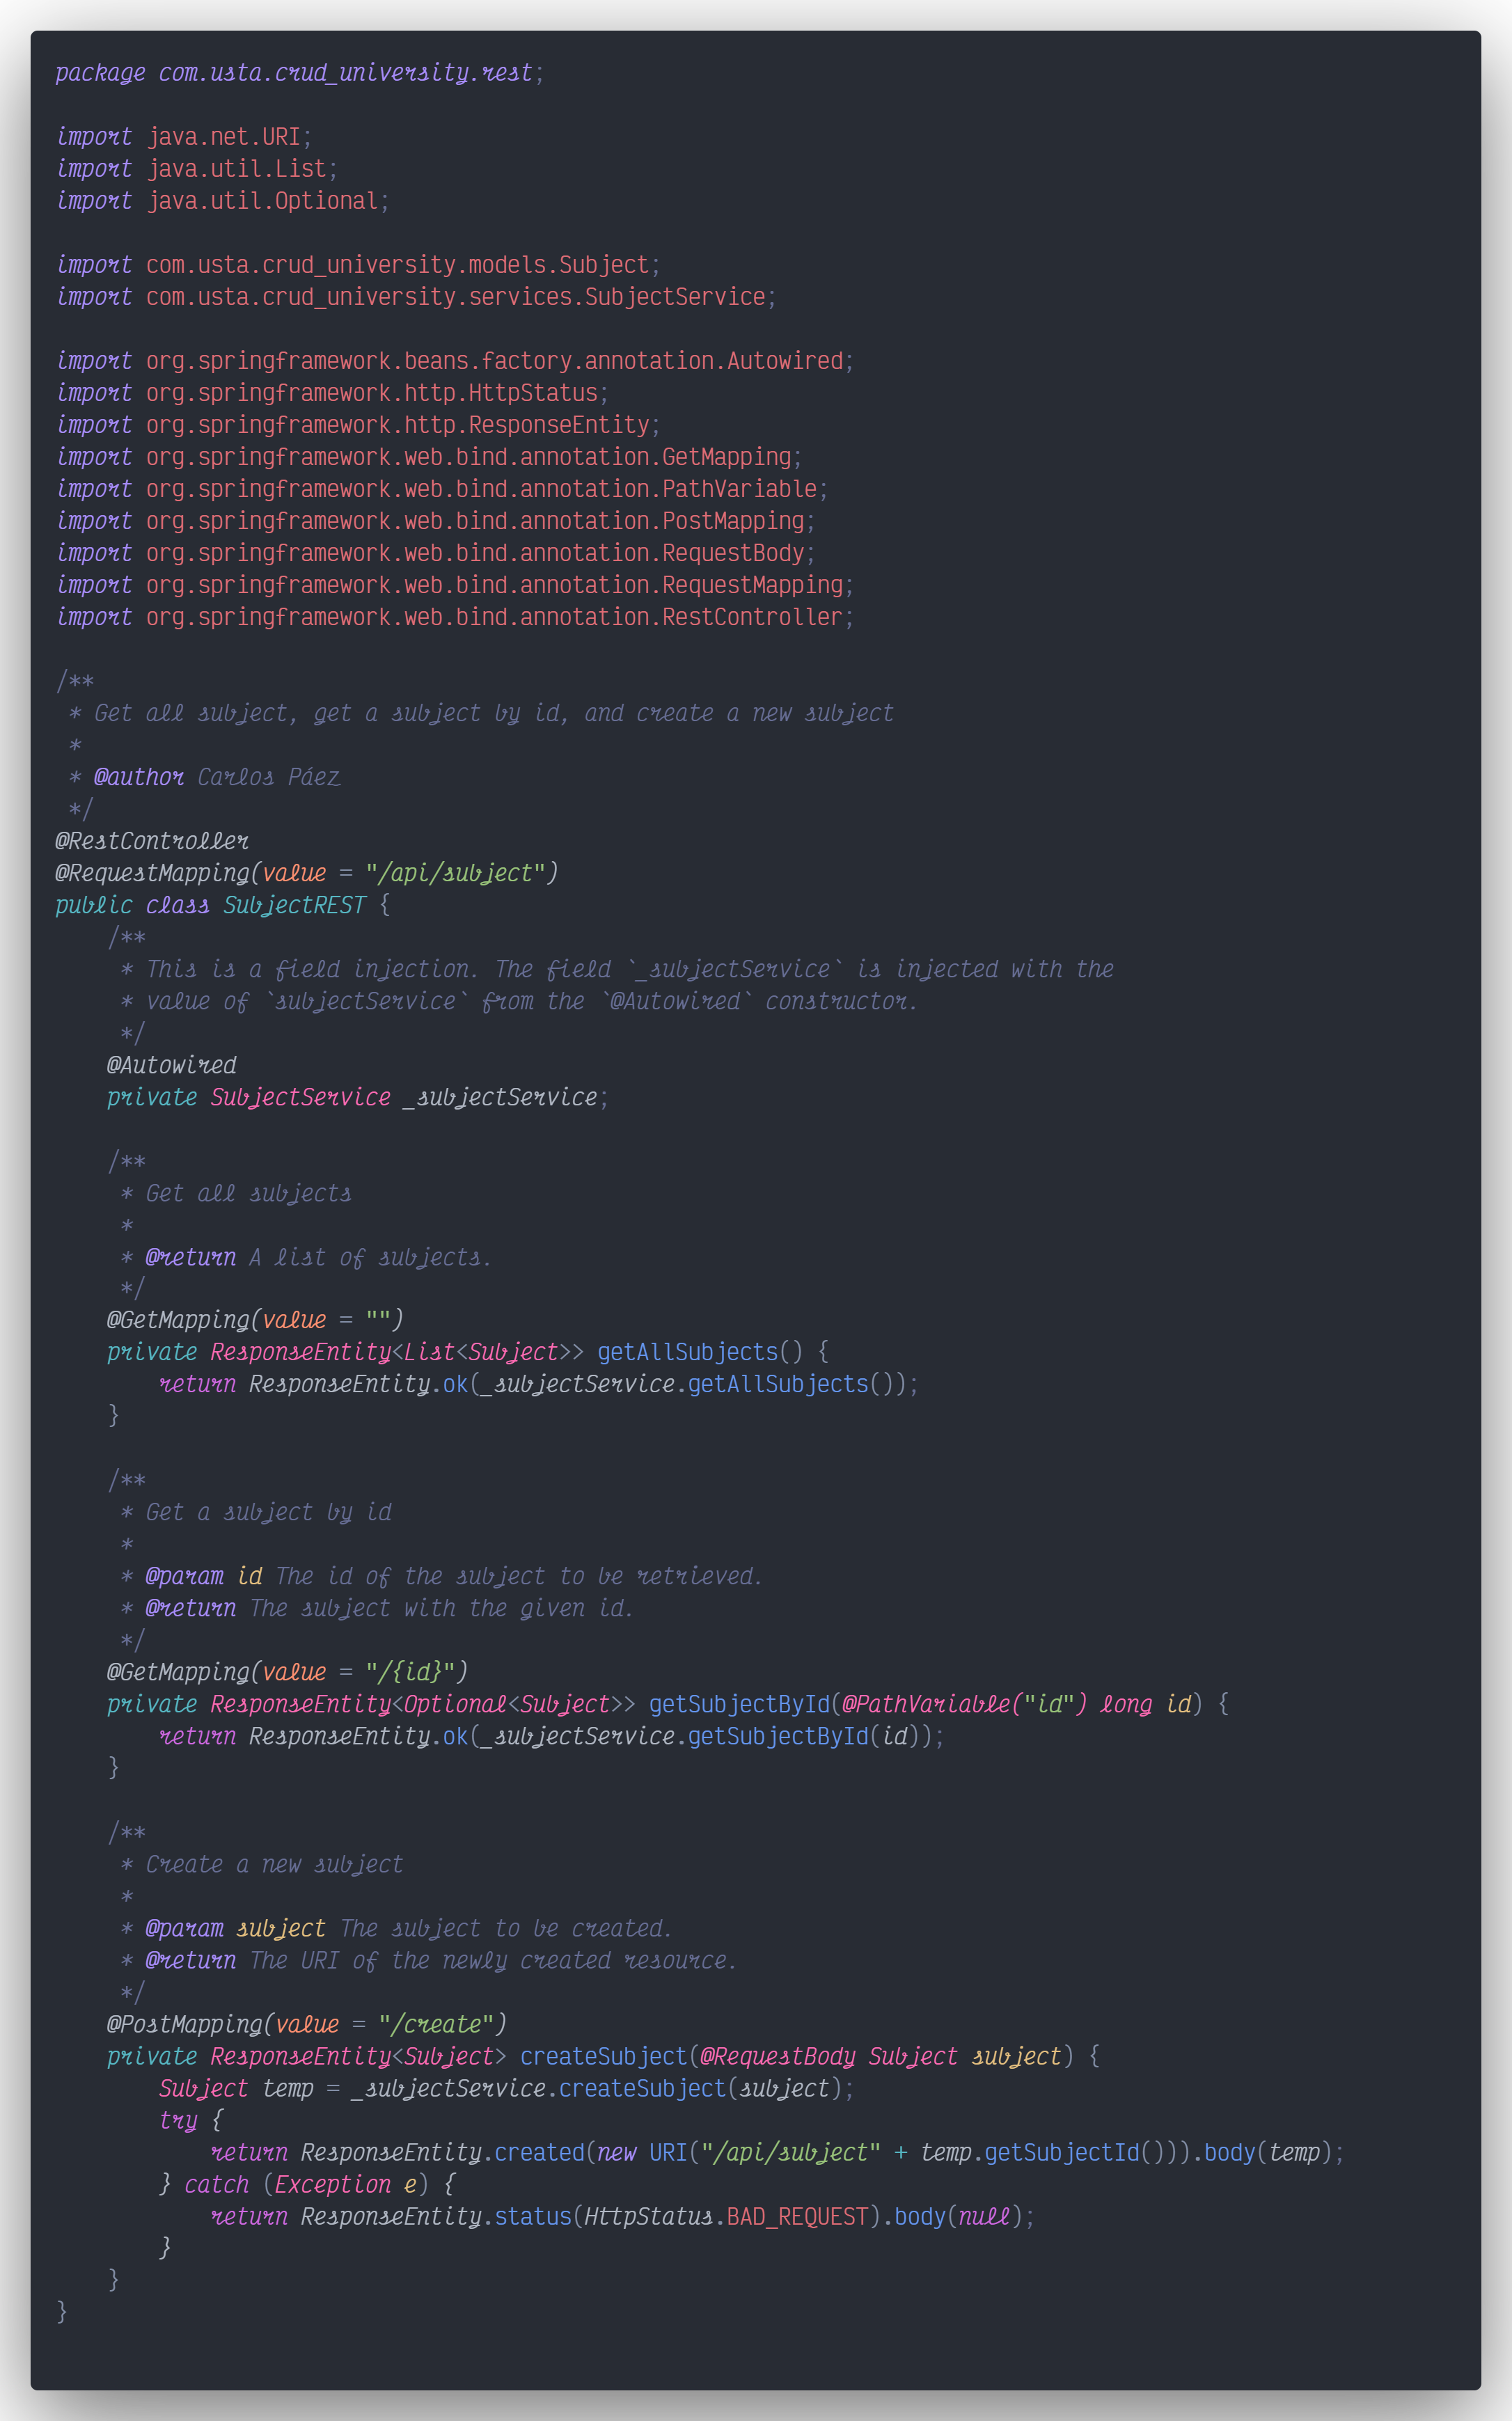 package com.usta.crud_university.rest;

import java.net.URI;
import java.util.List;
import java.util.Optional;

import com.usta.crud_university.models.Subject;
import com.usta.crud_university.services.SubjectService;

import org.springframework.beans.factory.annotation.Autowired;
import org.springframework.http.HttpStatus;
import org.springframework.http.ResponseEntity;
import org.springframework.web.bind.annotation.GetMapping;
import org.springframework.web.bind.annotation.PathVariable;
import org.springframework.web.bind.annotation.PostMapping;
import org.springframework.web.bind.annotation.RequestBody;
import org.springframework.web.bind.annotation.RequestMapping;
import org.springframework.web.bind.annotation.RestController;

/**
 * Get all subject, get a subject by id, and create a new subject
 *
 * @author Carlos Páez
 */
@RestController
@RequestMapping(value = "/api/subject")
public class SubjectREST {
    /**
     * This is a field injection. The field `_subjectService` is injected with the
     * value of `subjectService` from the `@Autowired` constructor.
     */
    @Autowired
    private SubjectService _subjectService;

    /**
     * Get all subjects
     *
     * @return A list of subjects.
     */
    @GetMapping(value = "")
    private ResponseEntity<List<Subject>> getAllSubjects() {
        return ResponseEntity.ok(_subjectService.getAllSubjects());
    }

    /**
     * Get a subject by id
     *
     * @param id The id of the subject to be retrieved.
     * @return The subject with the given id.
     */
    @GetMapping(value = "/{id}")
    private ResponseEntity<Optional<Subject>> getSubjectById(@PathVariable("id") long id) {
        return ResponseEntity.ok(_subjectService.getSubjectById(id));
    }

    /**
     * Create a new subject
     *
     * @param subject The subject to be created.
     * @return The URI of the newly created resource.
     */
    @PostMapping(value = "/create")
    private ResponseEntity<Subject> createSubject(@RequestBody Subject subject) {
        Subject temp = _subjectService.createSubject(subject);
        try {
            return ResponseEntity.created(new URI("/api/subject" + temp.getSubjectId())).body(temp);
        } catch (Exception e) {
            return ResponseEntity.status(HttpStatus.BAD_REQUEST).body(null);
        }
    }
}